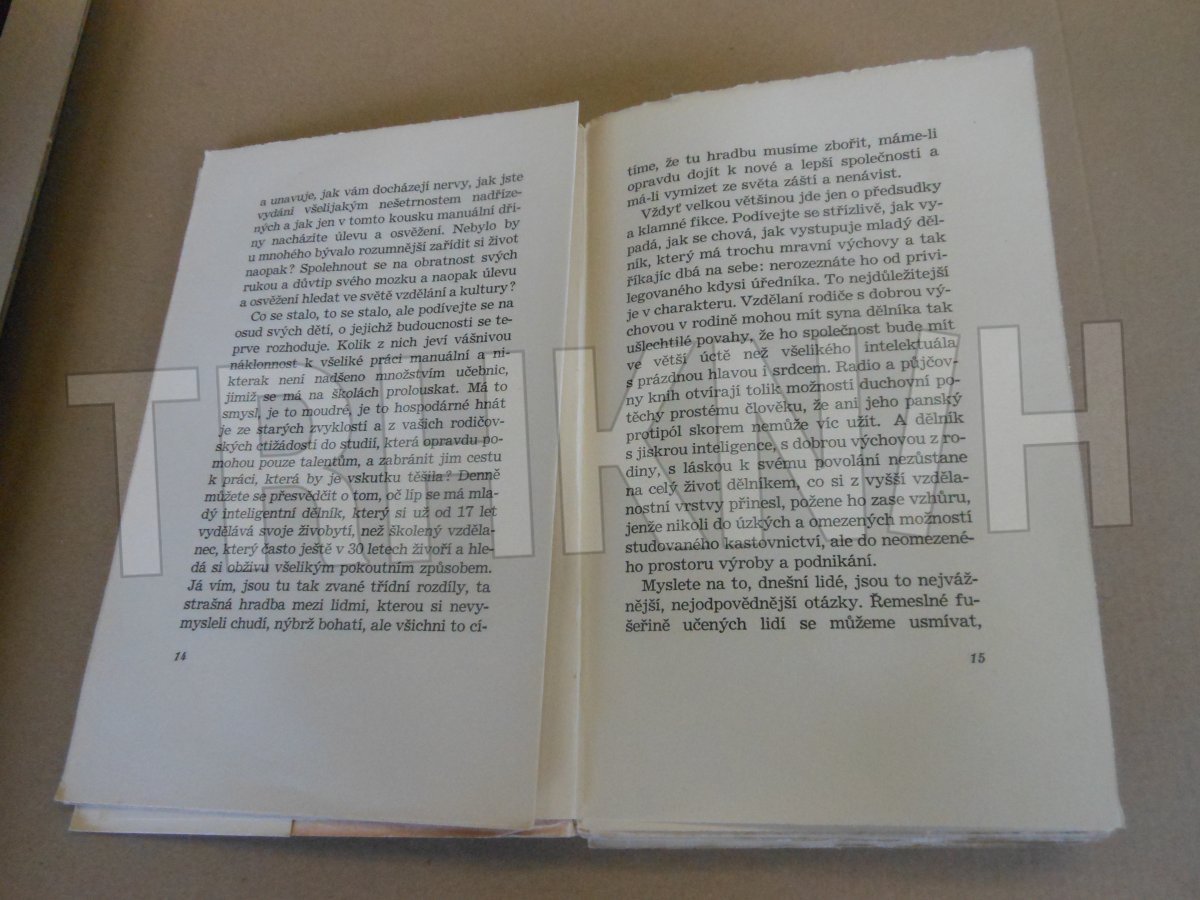 a unavuje, jak vám docházejí nervy, jak jste
vydáni všelijakým nešetrnostem nadříze-
ných a jak jen v tomto kousku manuální dři-
ny nacházíte úlevu a osvěžení. Nebylo by
u mnohého bývalo rozumnější zařídit si život
naopak? Spolehnout se na obratnost svých
rukou a důvtip svého mozku a naopak úlevu
a osvěžení hledat ve světě vzdělání a kultury?
Co se stalo, to se stalo, ale podívejte se na
osud svých dětí, o jejichž budoucnosti se te-
prve rozhoduje. Kolik z nich jeví vášnivou
náklonnost k všeliké práci manuální a ni-
kterak není nadšeno množstvím učebnic,
jimiž se má na školách prolouskat. Má to
smysl, je to moudré, je to hospodárné hnát
je ze starých zvyklostí a z vašich rodičov-
ských ctižádostí do studií, která opravdu po-
mohou pouze talentům, a zabránit jim cestu
k práci, která by je vskutku těšila? Denně
můžete se přesvědčit o tom, oč líp se má mla-
dý inteligentní dělník, který si už od 17 let
vydělává svoje živobytí, než školený vzděla-
nec, který často ještě v 30 letech živoří a hle-
dá si obživu všelikým pokoutním způsobem.
Já vím, jsou tu tak zvané třídní rozdíly, ta
strašná hradba mezi lidmi, kterou si nevy-
mysleli chudí, nýbrž bohatí, ale všichni to cí-
14
tíme, že tu hradbu musíme zbořit, máme-li
opravdu dojít k nové a lepší společnosti a
má-li vymizet ze světa záští a nenávist.
Vždyť velkou většinou jde jen o předsudky
a klamné fikce. Podívejte se střízlivě, jak vy-
padá, jak se chová, jak vystupuje mladý děl-
ník, který má trochu mravní výchovy a tak
říkajíc dbá na sebe: nerozeznáte ho od privi-
legovaného kdysi úředníka. To nejdůležitější
je v charakteru. Vzdělaní rodiče s dobrou vý-
chovou v rodině mohou mít syna dělníka tak
ušlechtilé povahy, že ho společnost bude mít
ve větší úctě než všelikého intelektuála
s prázdnou hlavou i srdcem. Radio a půjčov-
ny knih otvírají tolik možností duchovní po-
těchy prostému člověku, že ani jeho panský
protipól skorem nemůže víc užít. A dělník
s jiskrou inteligence, s dobrou výchovou z ro-
diny, s láskou k svému povolání nezůstane
na celý život dělníkem, co si z vyšší vzděla-
nostní vrstvy přinesl, požene ho zase vzhůru,
jenže nikoli do úzkých a omezených možností
studovaného kastovnictví, ale do neomezené-
ho prostoru výroby a podnikání.
Myslete na to, dnešní lidé, jsou to nejváž-
nější, nejodpovědnější otázky. Řemeslné fu-
šeřině učených lidí se můžeme usmívat,
15
TRH KNIH